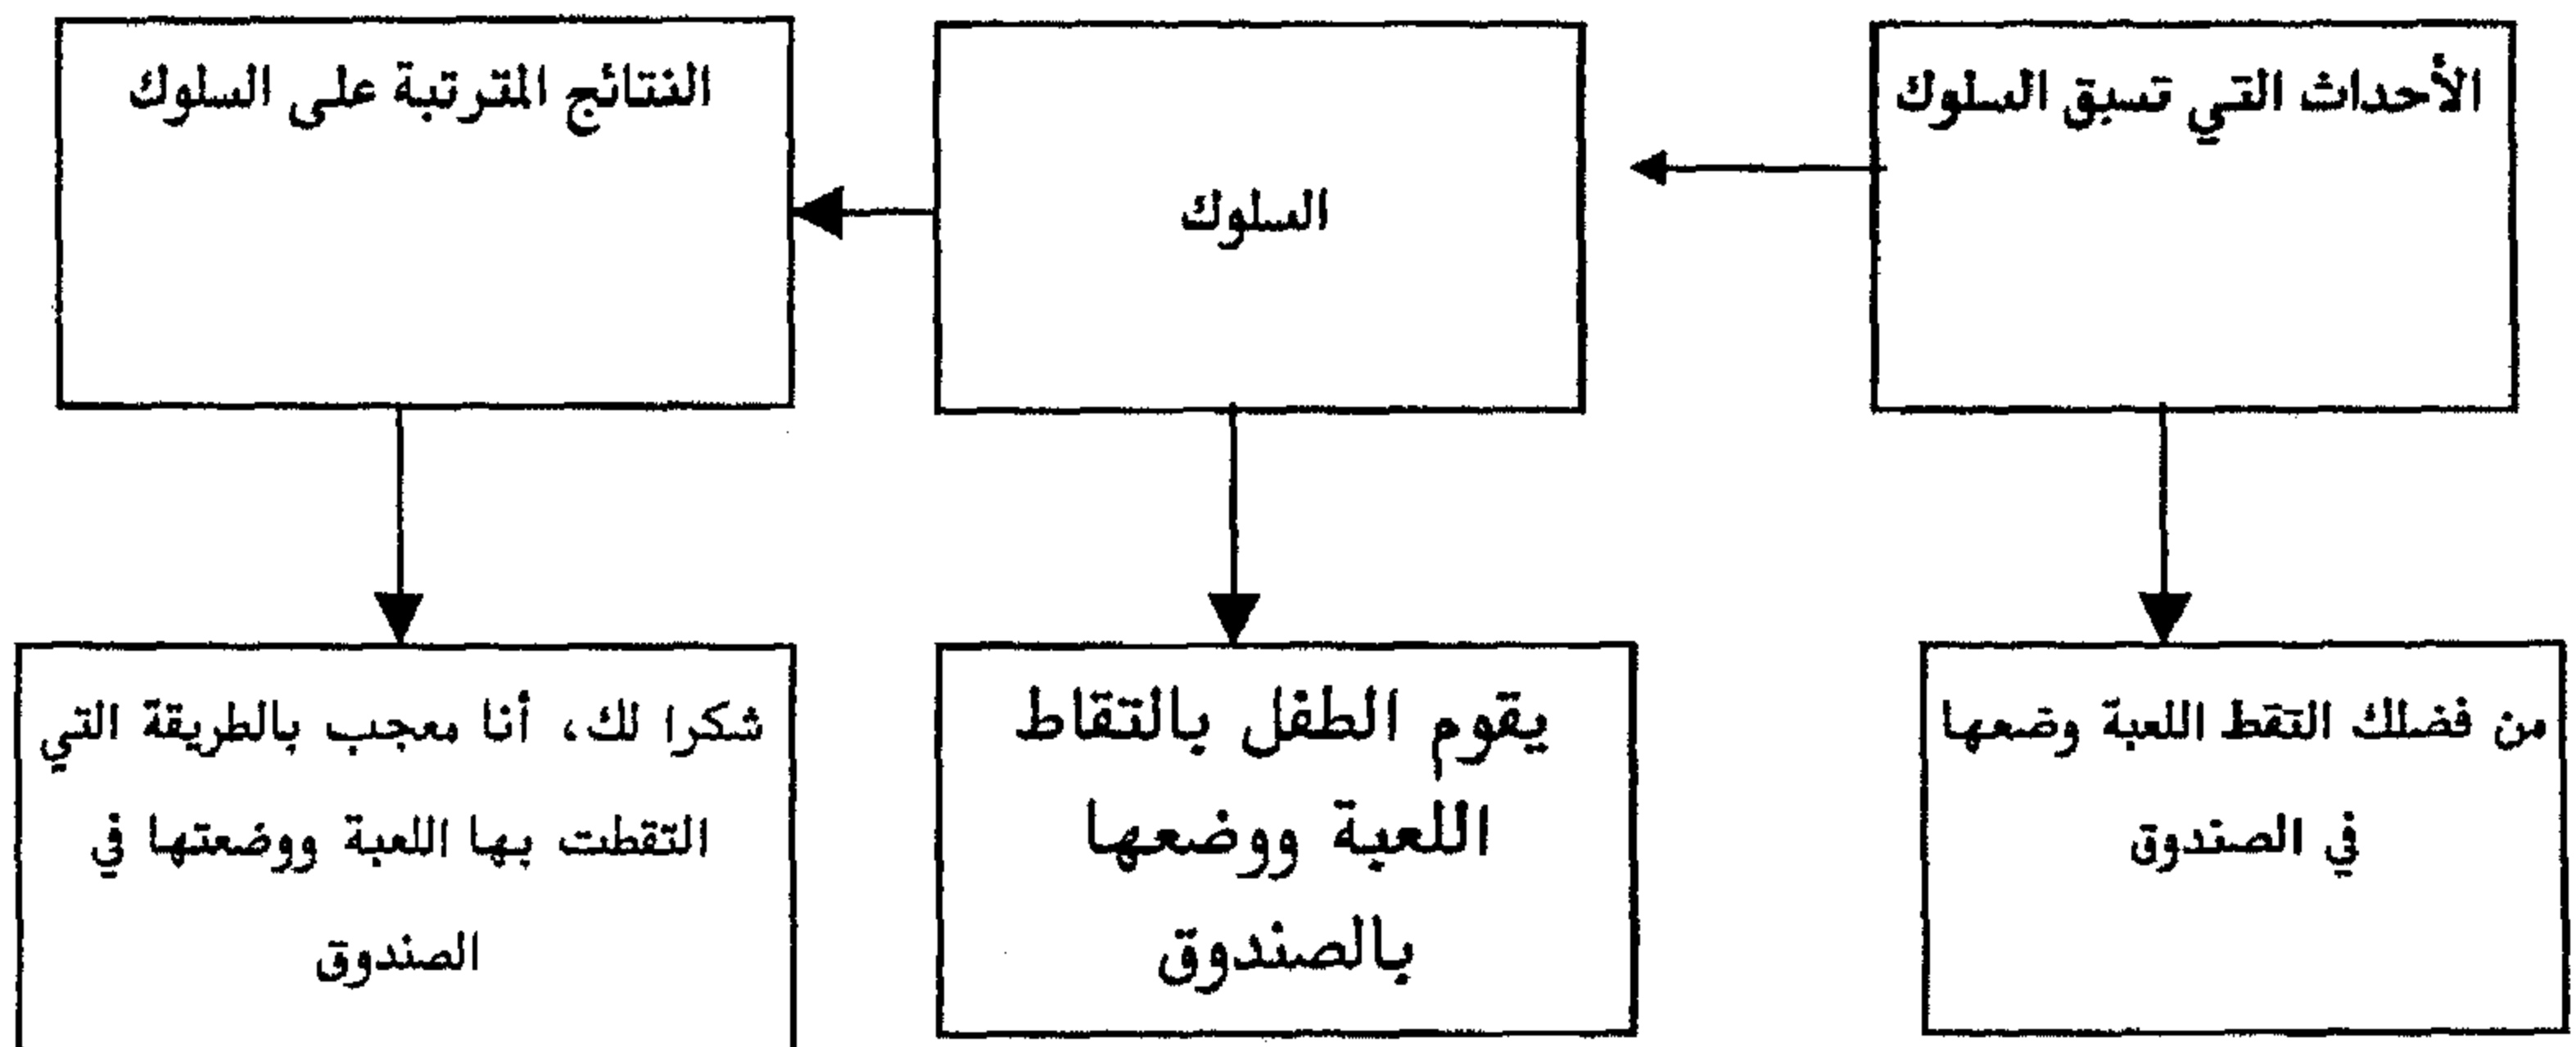 الأحداث التي تسبق السلوك
السلوك
النتائج المترتبة على السلوك
من فضلك التقط اللعبة وضعها
في الصندوق
يقوم الطفل بالتقاط
اللعبة ووضعها
بالصندوق
شكرا لك، أنا معجب بالطريقة التي
التقطت بها اللعبة ووضعتها في
الصندوق